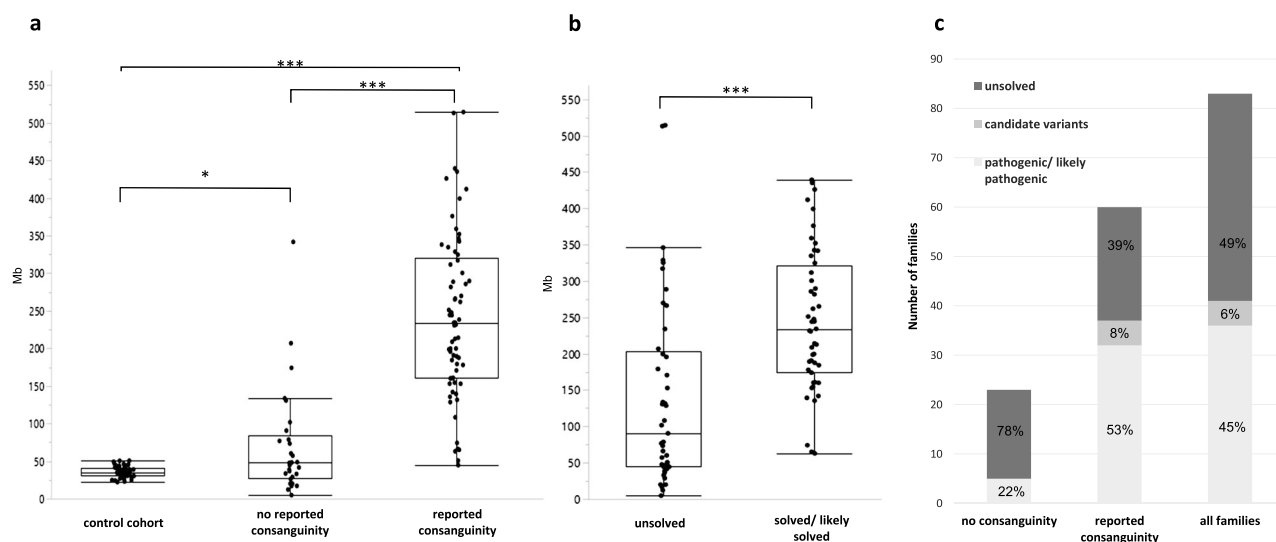 a
***
***
*
Mb
550
500
450
400
350
300
250
200
150
100
50
0
control cohort
no reported
consanguinity
reported
consanguinity
b
***
Mb
550
500
450
400
350
300
250
200
150
100
50
0
unsolved
solved/ likely
solved
c
Number of families
90
80
70
60
50
40
30
20
10
0
unsolved
candidate variants
pathogenic/ likely
pathogenic
78%
22%
39%
8%
53%
49%
6%
45%
no consanguinity
reported
consanguinity
all families